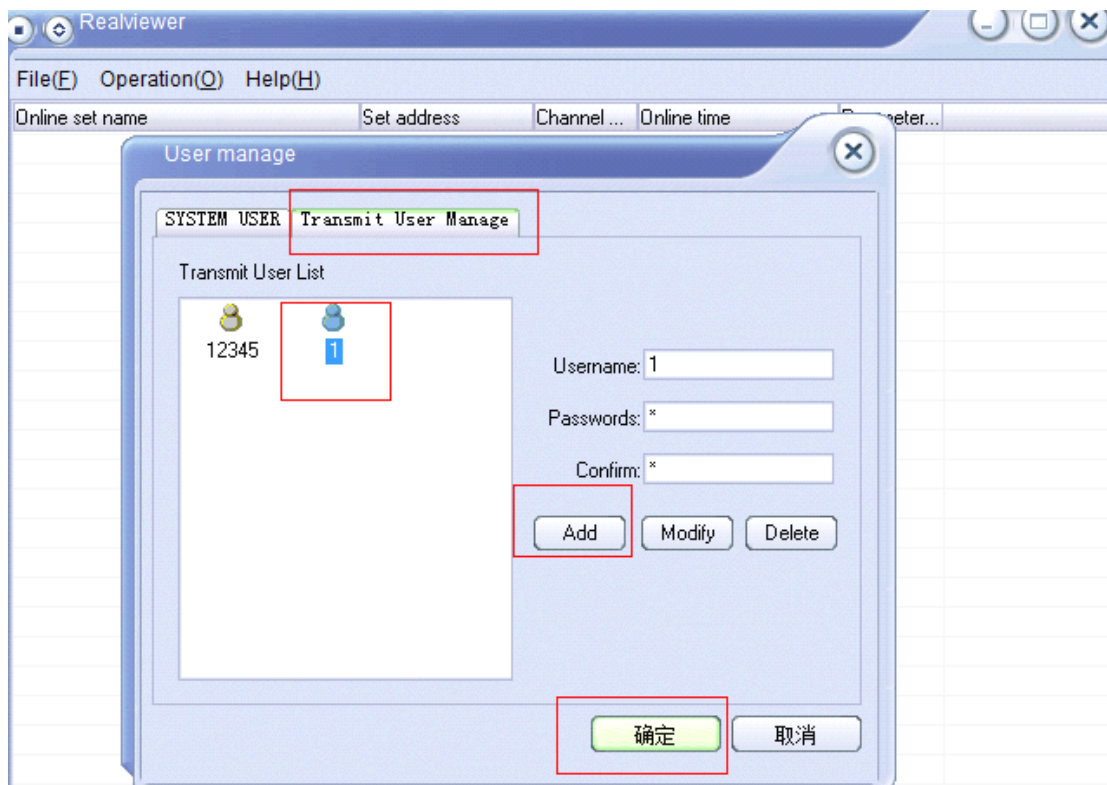 Realviewer
File(F) Operation(O) Help(H)
Online set name Set address Channel ... Online time
User manage
SYSTEM USER Transmit User Manage
Transmit User List
12345 1
Username: 1
Passwords: *
Confirm: *
Add Modify Delete
确定 取消